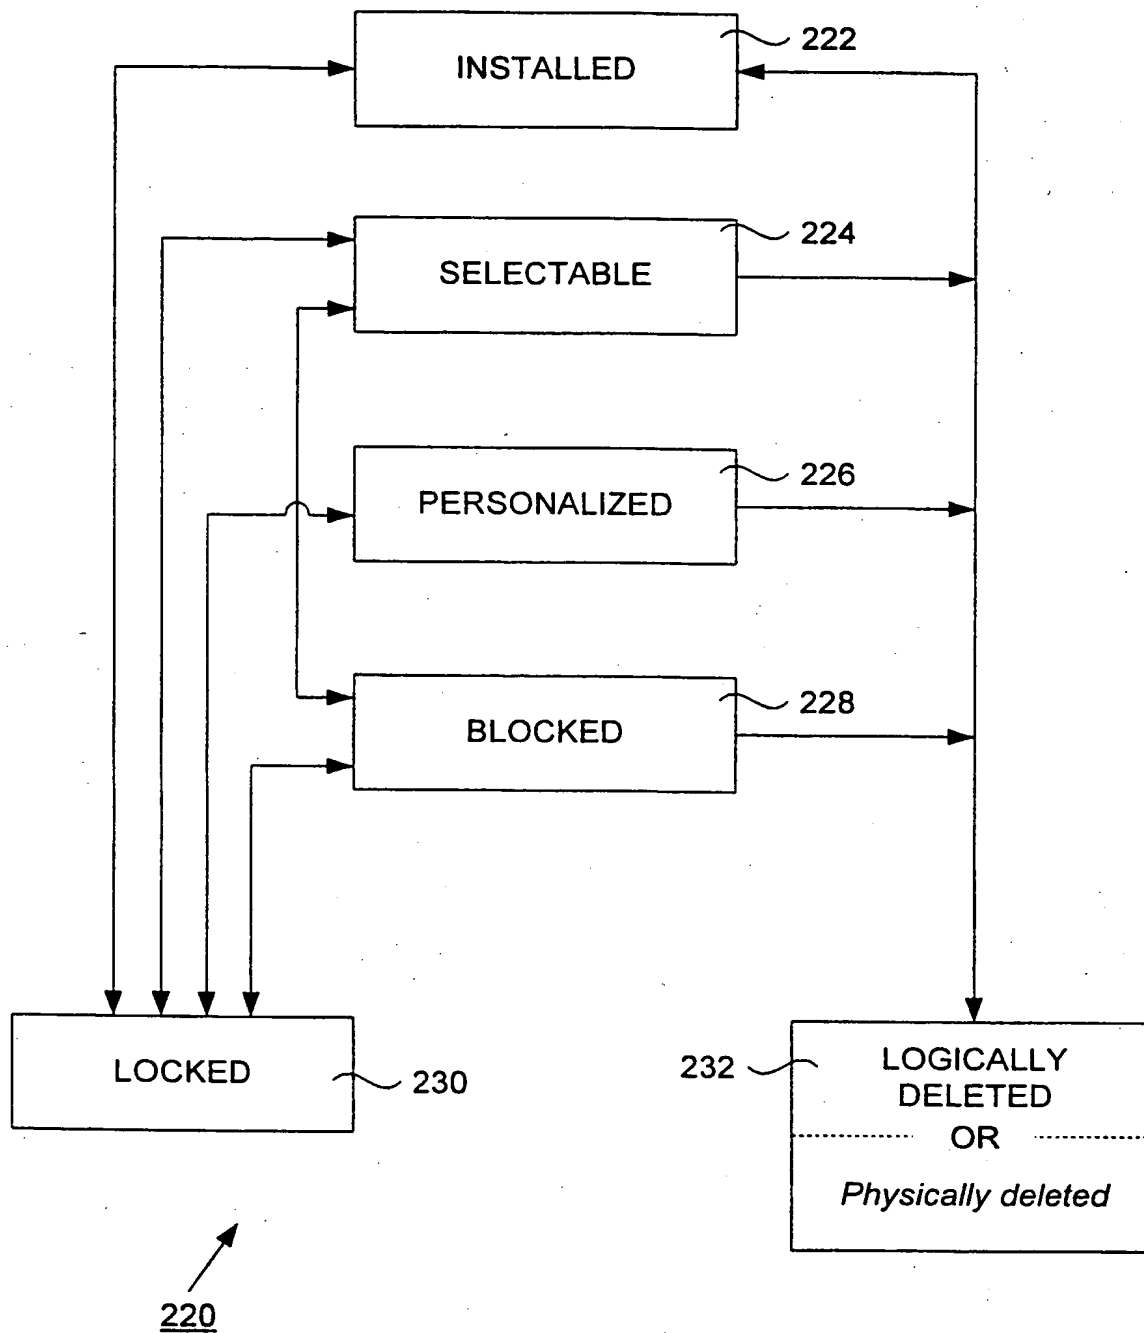 INSTALLED
222
SELECTABLE
224
PERSONALIZED
226
BLOCKED
228
LOCKED
230
232
LOGICALLY
DELETED
OR
Physically deleted
220